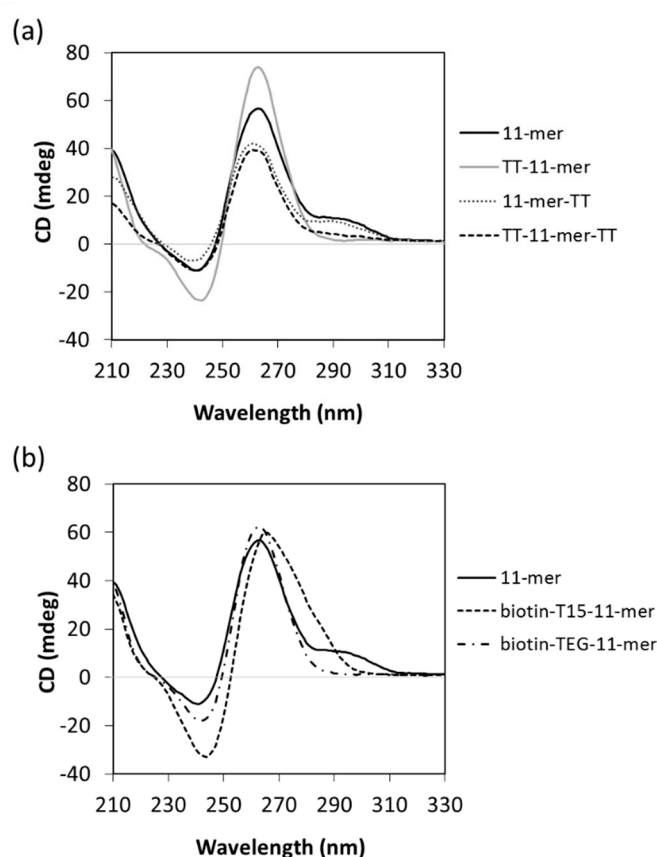 (a)
80
60
40
20
0
-20
-40
CD (mdeg)
210 230 250 270 290 310 330
Wavelength (nm)
11-mer
TT-11-mer
11-mer-TT
TT-11-mer-TT
(b)
80
60
40
20
0
-20
-40
CD (mdeg)
210 230 250 270 290 310 330
Wavelength (nm)
11-mer
biotin-T15-11-mer
biotin-TEG-11-mer